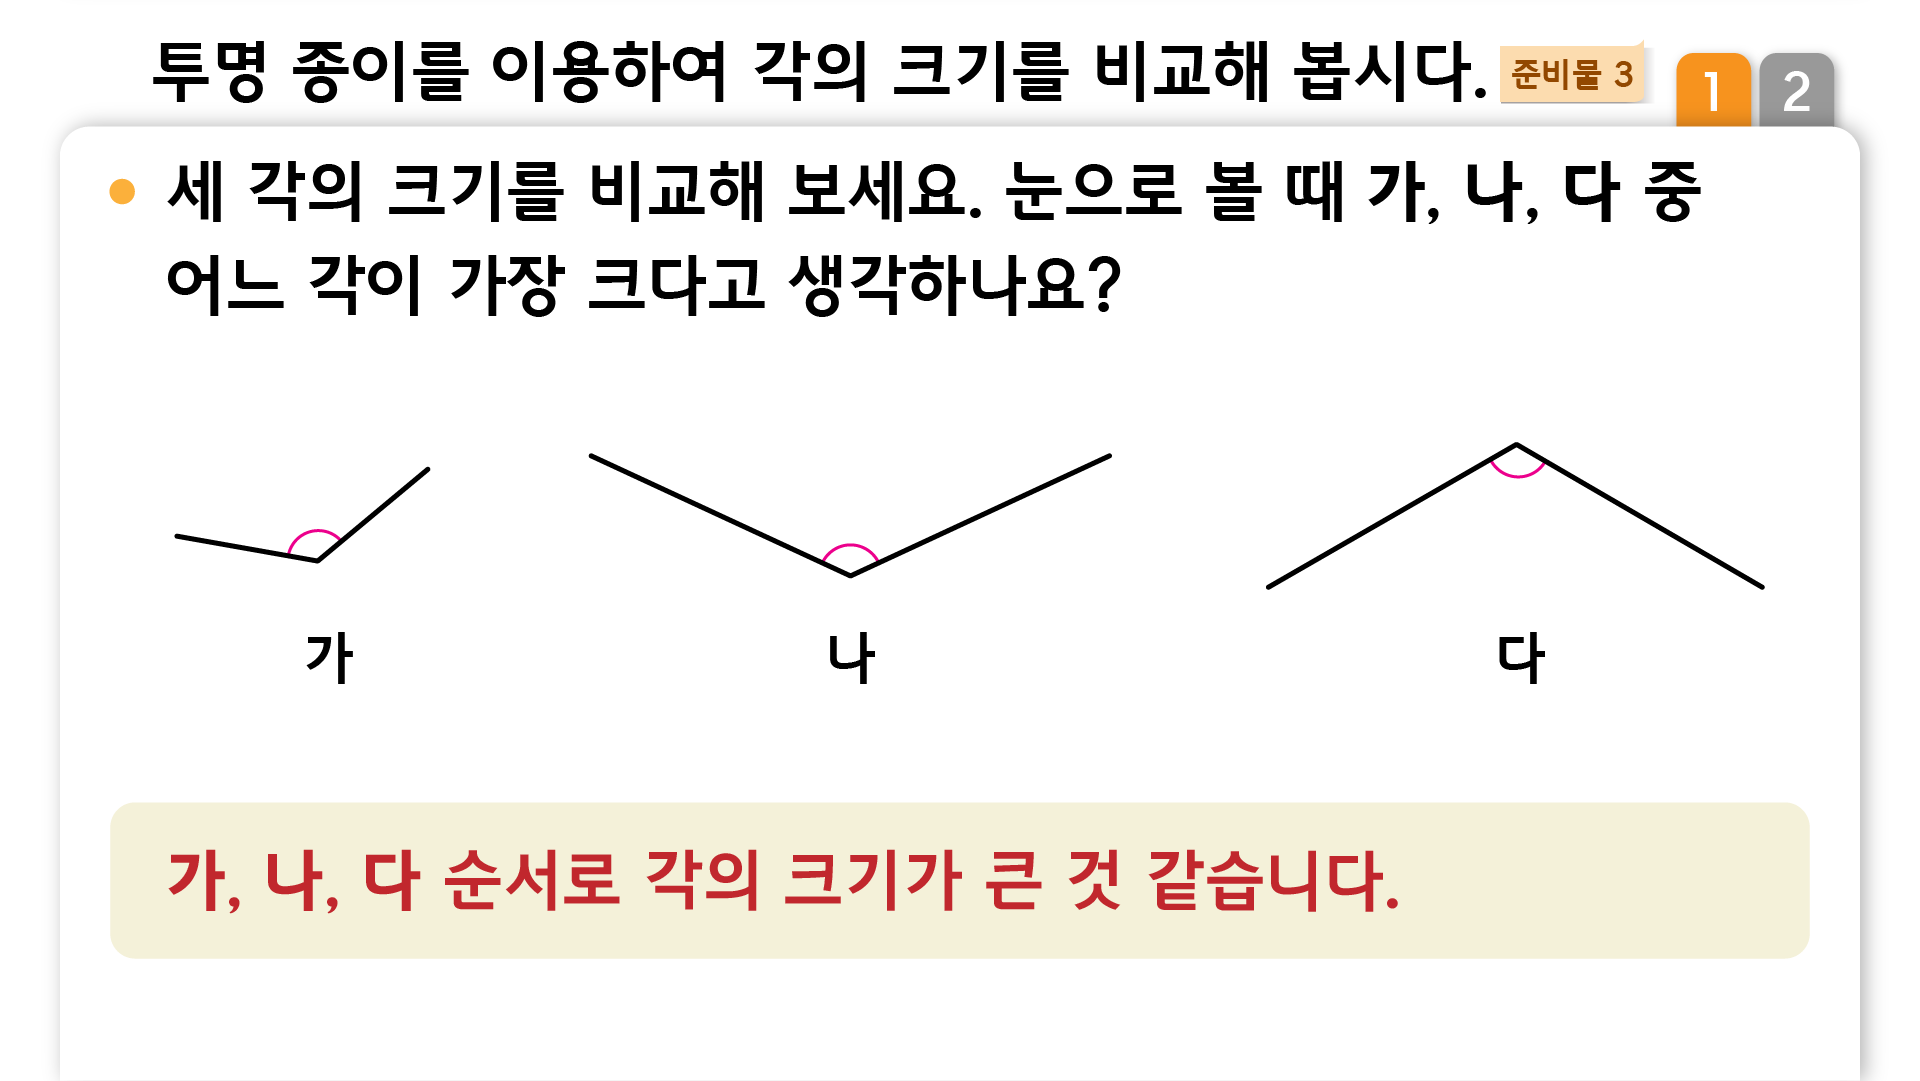 투명 종이를 이용하여 각의 크기를 비교해 봅시다. 준비물 3 1 2
세 각의 크기를 비교해 보세요. 눈으로 볼 때 가, 나, 다 중
어느 각이 가장 크다고 생각하나요?
가 나 다
가, 나, 다 순서로 각의 크기가 큰 것 같습니다.